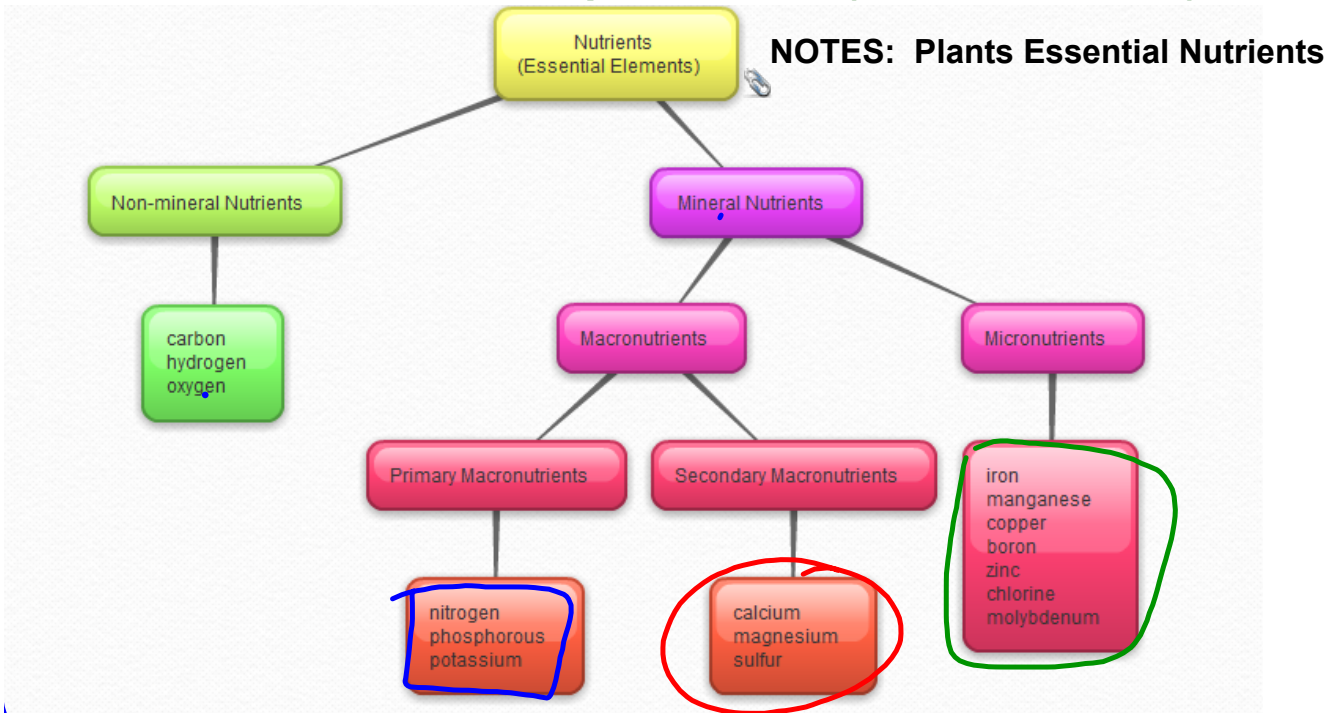 Nutrients
(Essential Elements)
NOTES: Plants Essential Nutrients
Non-mineral Nutrients
Mineral Nutrients
carbon
hydrogen
oxygen
Macronutrients
Micronutrients
Primary Macronutrients
Secondary Macronutrients
iron
manganese
copper
boron
zinc
chlorine
molybdenum
nitrogen
phosphorous
potassium
calcium
magnesium
sulfur